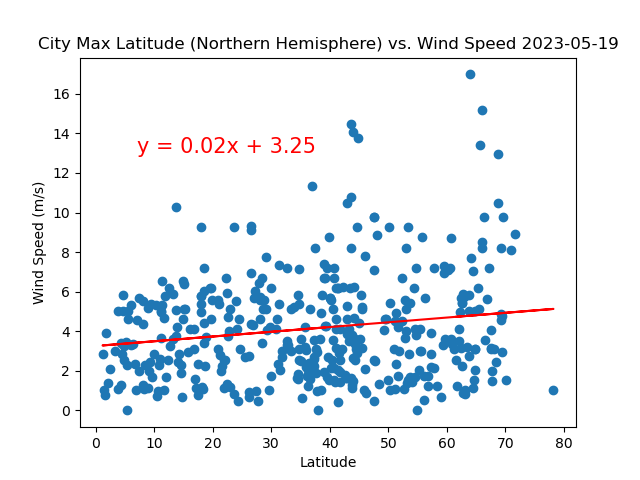 City Max Latitude (Northern Hemisphere) vs. Wind Speed 2023-05-19
16
14
12
10
8
6
4
2
0
Wind Speed (m/s)
y = 0.02x + 3.25
0 10 20 30 40 50 60 70 80
Latitude